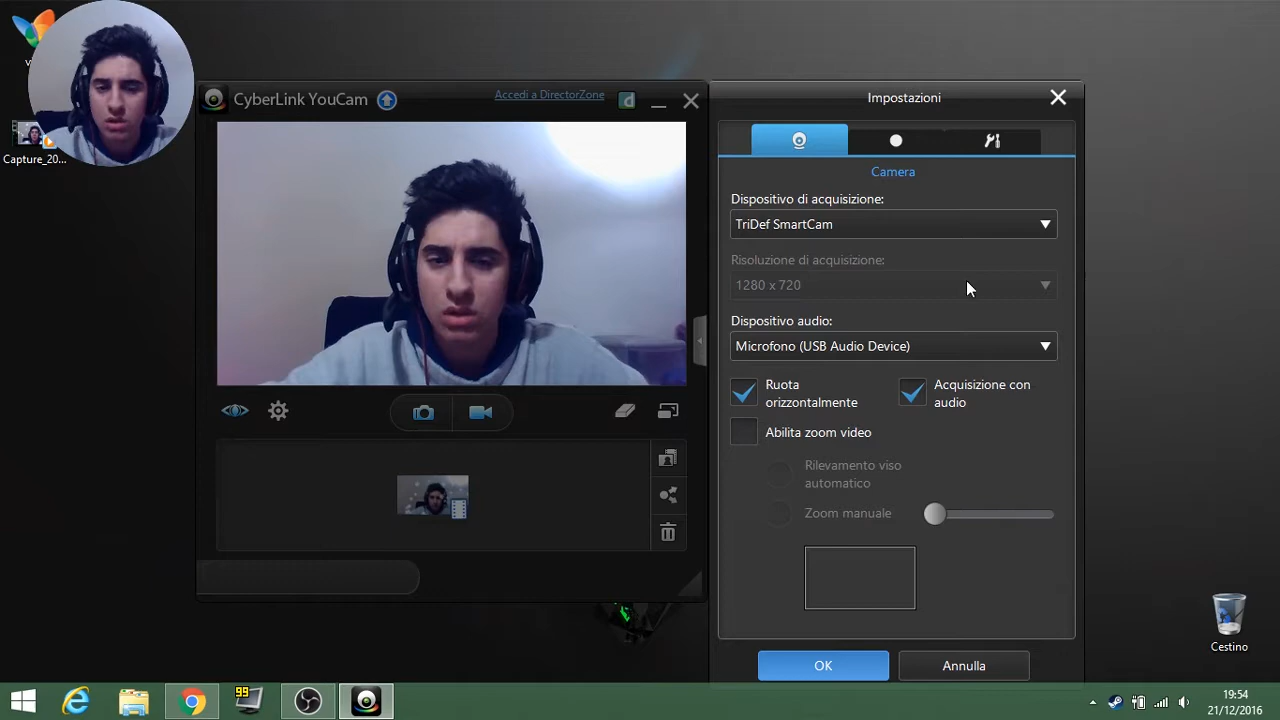 Capture_20...
CyberLink YouCam
Accedi a DirectorZone
d
Impostazioni
Camera
Dispositivo di acquisizione:
TriDef SmartCam
Risoluzione di acquisizione:
1280 x 720
Dispositivo audio:
Microfono (USB Audio Device)
Ruota
orizzontalmente
Acquisizione con
audio
Abilita zoom video
Rilevamento viso
automatico
Zoom manuale
OK
Annulla
Cestino
99
19:54
21/12/2016